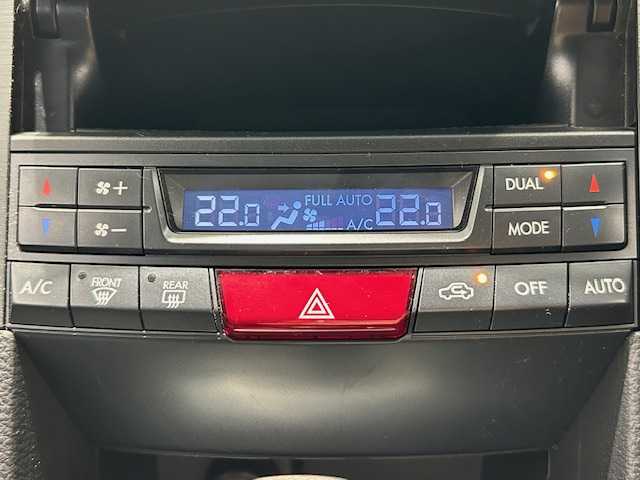 DUAL
FULL AUTO
22.0 A/C 22.0
MODE
A/C FRONT REAR OFF AUTO